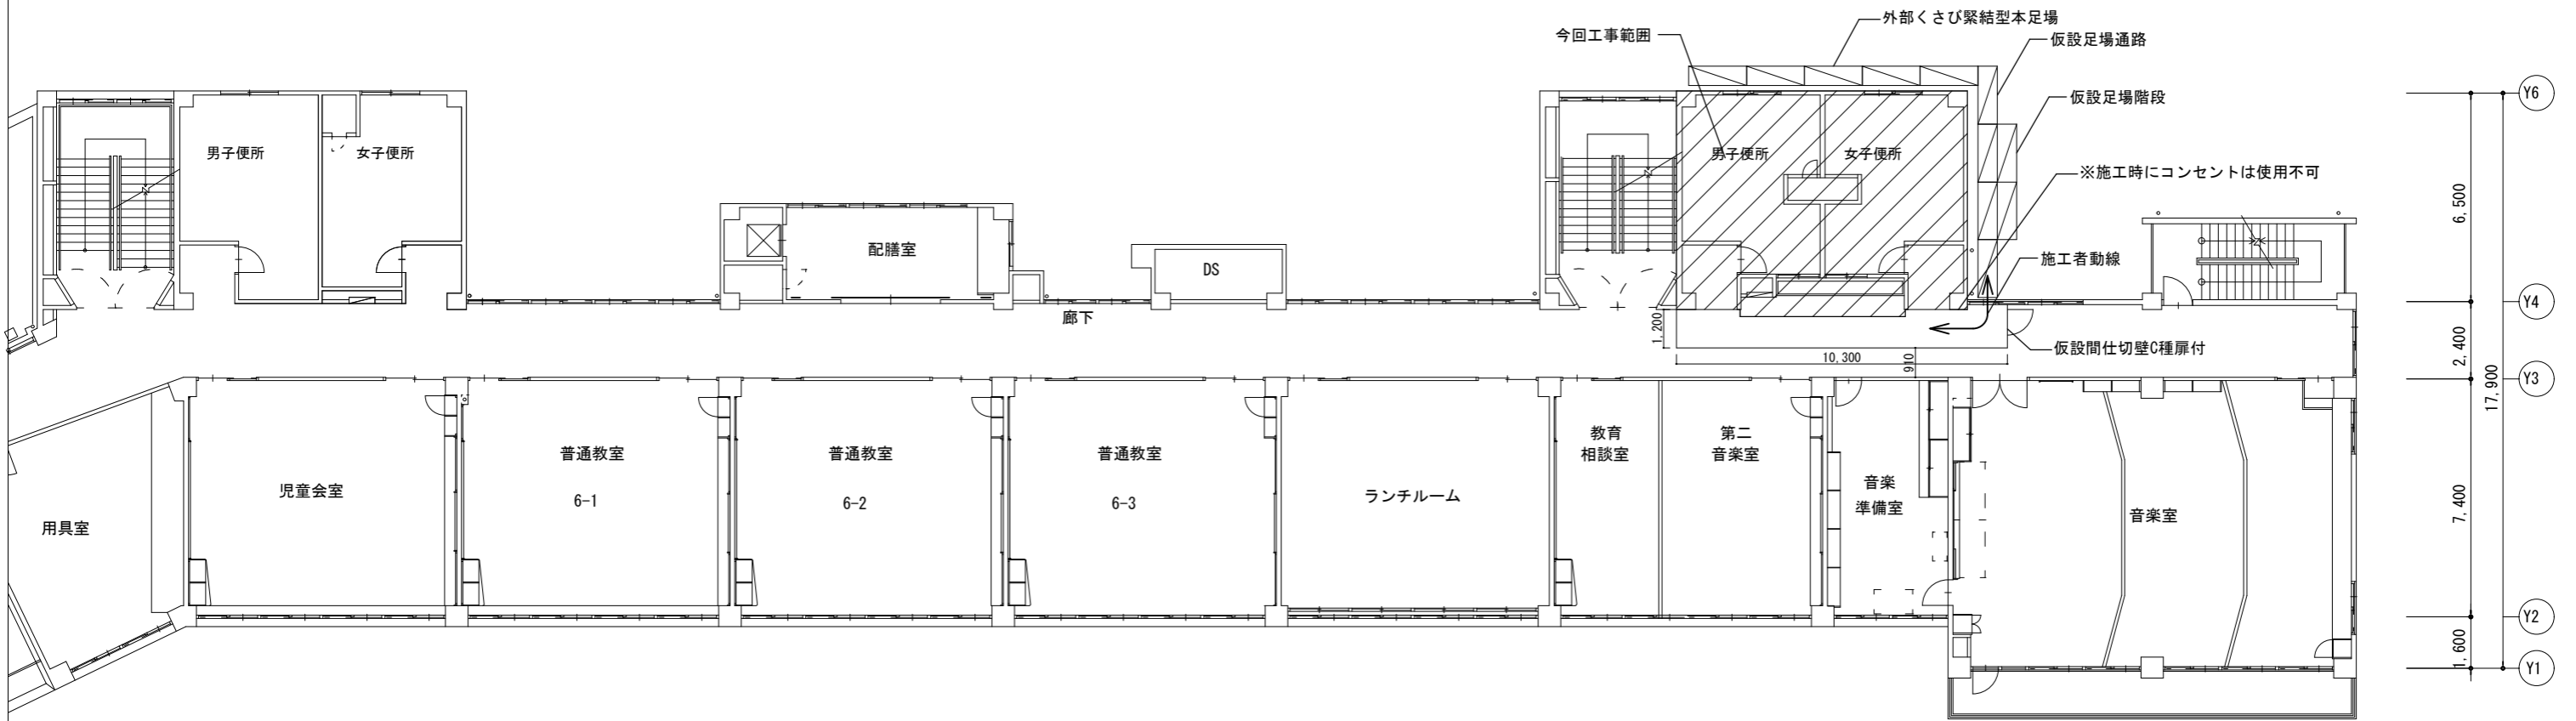 外部くさび緊結型本足場
今回工事範囲
仮設足場通路
仮設足場階段
※施工時にコンセントは使用不可
施工者動線
仮設間仕切壁C種扉付
男子便所
女子便所
配膳室
DS
男子便所
女子便所
廊下
1,200
10,300
910
用具室
児童会室
普通教室
6-1
普通教室
6-2
普通教室
6-3
ランチルーム
教育
相談室
第二
音楽室
音楽
準備室
音楽室
Y6
6,500
Y4
2,400
17,900
Y3
7,400
Y2
1,600
Y1